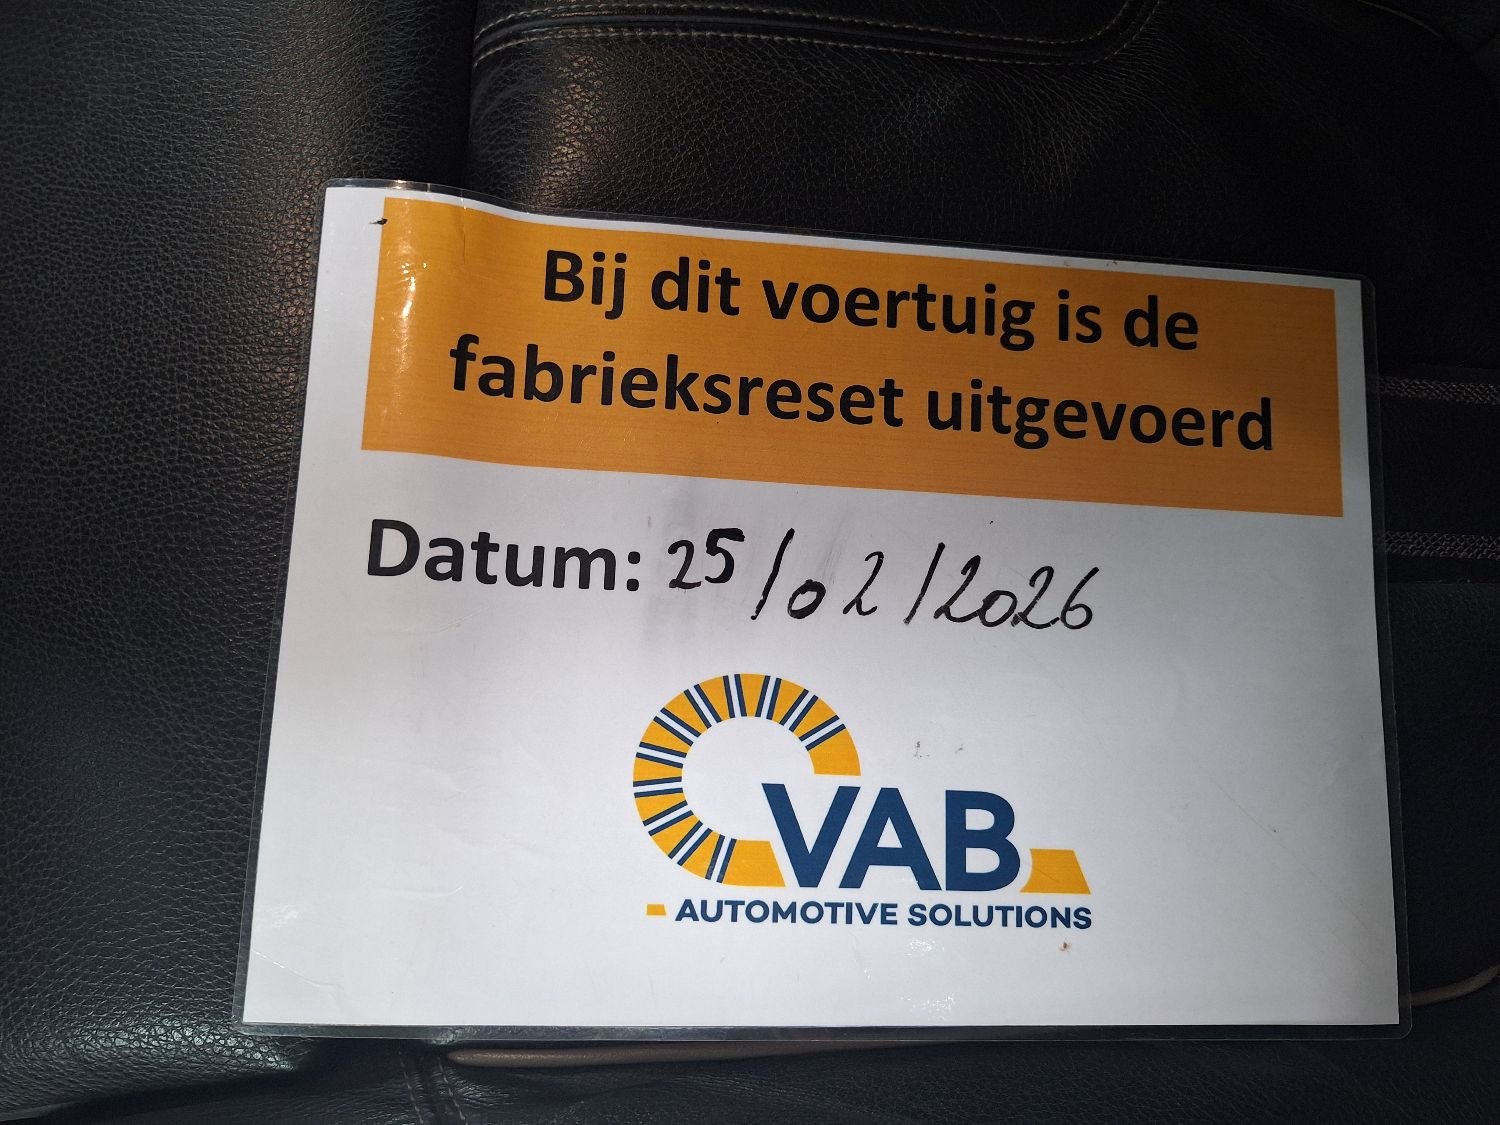 Bij dit voertuig is de
fabrieksreset uitgevoerd
Datum: 25/02/2026
VAB
AUTOMOTIVE SOLUTIONS